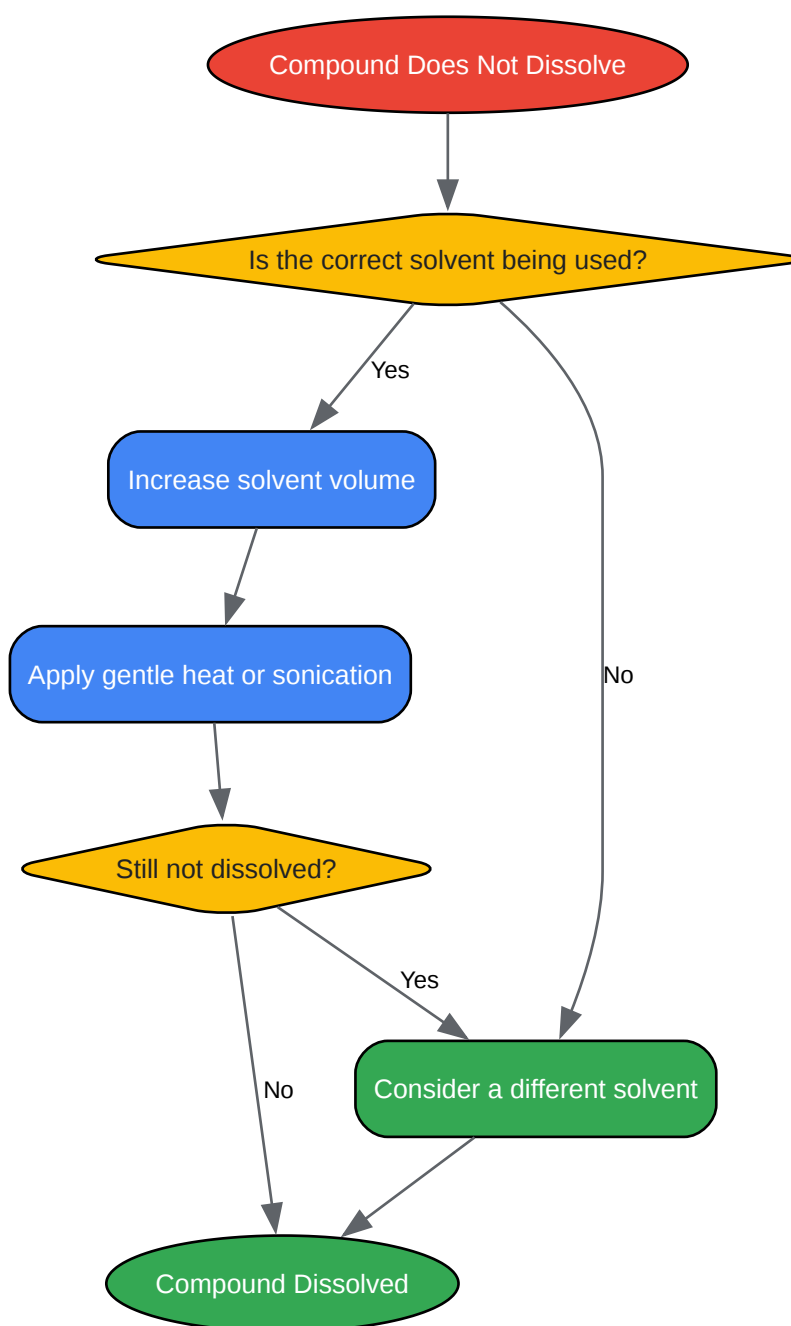 Compound Does Not Dissolve
Is the correct solvent being used?
Yes
Increase solvent volume
Apply gentle heat or sonication
No
Still not dissolved?
Yes
No
Consider a different solvent
Compound Dissolved